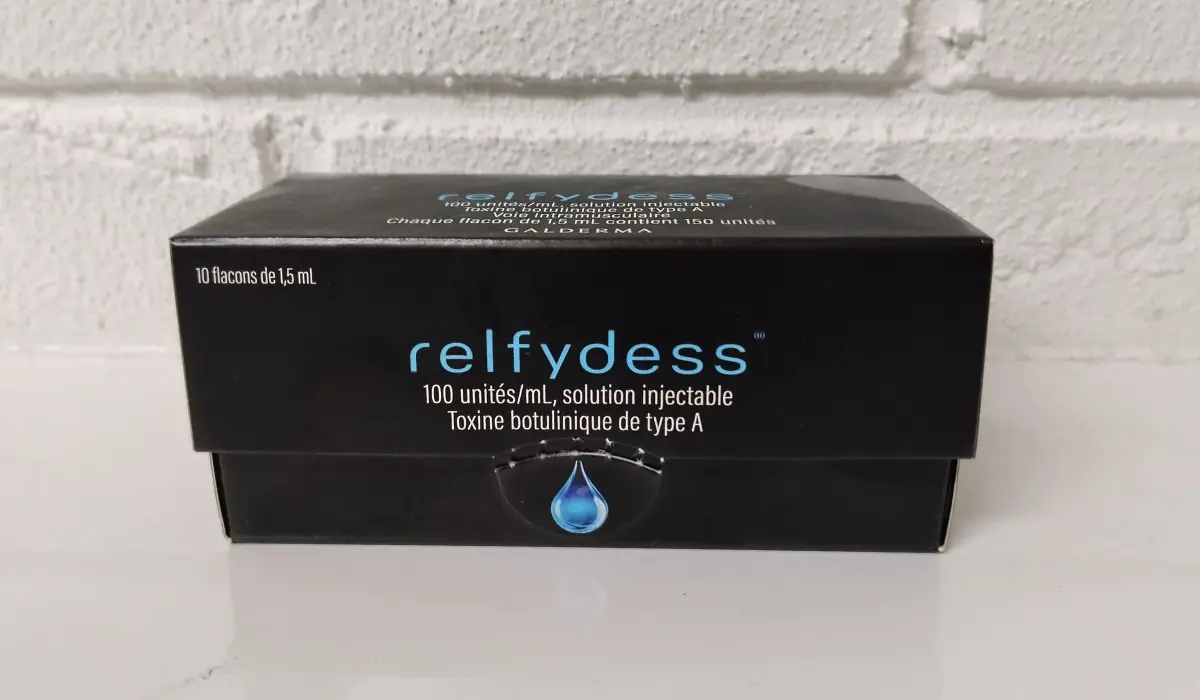 relfydess™
100 unités/mL, solution injectable
Toxine botulinique de type A
Voie intramusculaire
Chaque flacon de 1,5 mL contient 150 unités
GALDERMA
10 flacons de 1,5 mL
relfydess
100 unités/mL, solution injectable
Toxine botulinique de type A